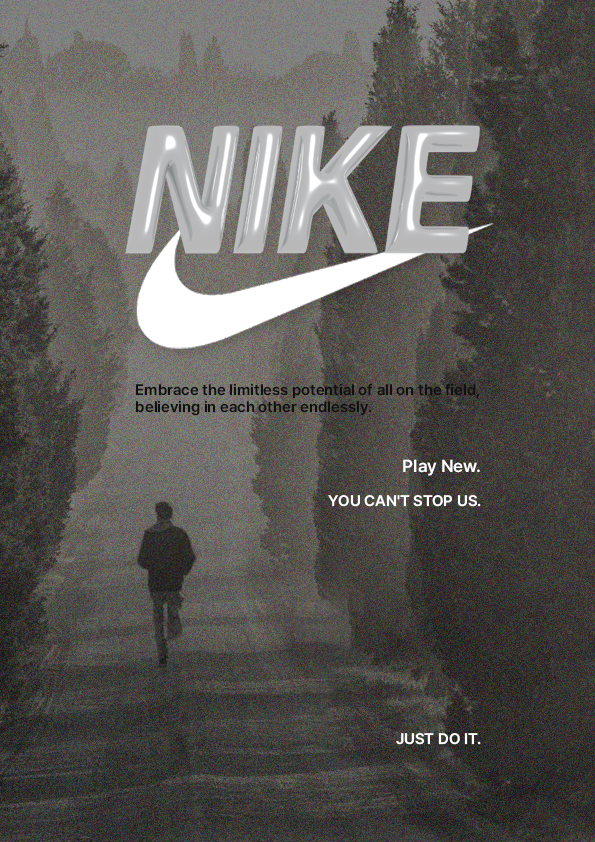 NIKE
Embrace the limitless potential of all on the field,
believing in each other endlessly.
Play New.
YOU CAN'T STOP US.
JUST DO IT.